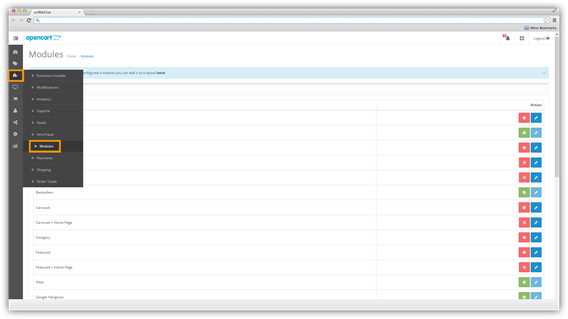 onWebChat
Other Bookmarks
opencart
Logout
Modules
Home
Modules
onfigured a module you can add it to a layout here!
Extension Installer
Modifications
Analytics
Captcha
Feeds
Anti-Fraud
Modules
Payments
Shipping
Order Totals
Action
Bestsellers
Carousel
Carousel > Home Page
Category
Featured
Featured > Home Page
Filter
Google Hangouts